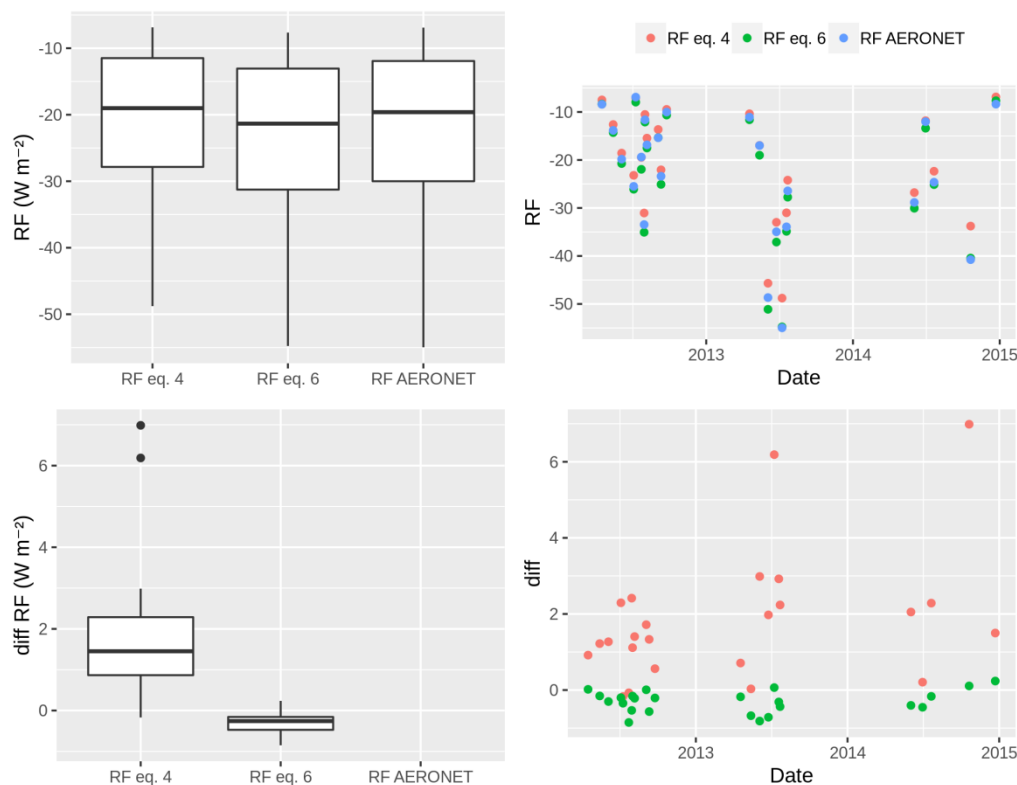 RF (W m⁻²)
-10
-20
-30
-40
-50
RF eq. 4 RF eq. 6 RF AERONET
RF eq. 4 RF eq. 6 RF AERONET
RF
-10
-20
-30
-40
-50
2013 2014 2015
Date
diff RF (W m⁻²)
6
4
2
0
RF eq. 4 RF eq. 6 RF AERONET
diff
6
4
2
0
2013 2014 2015
Date